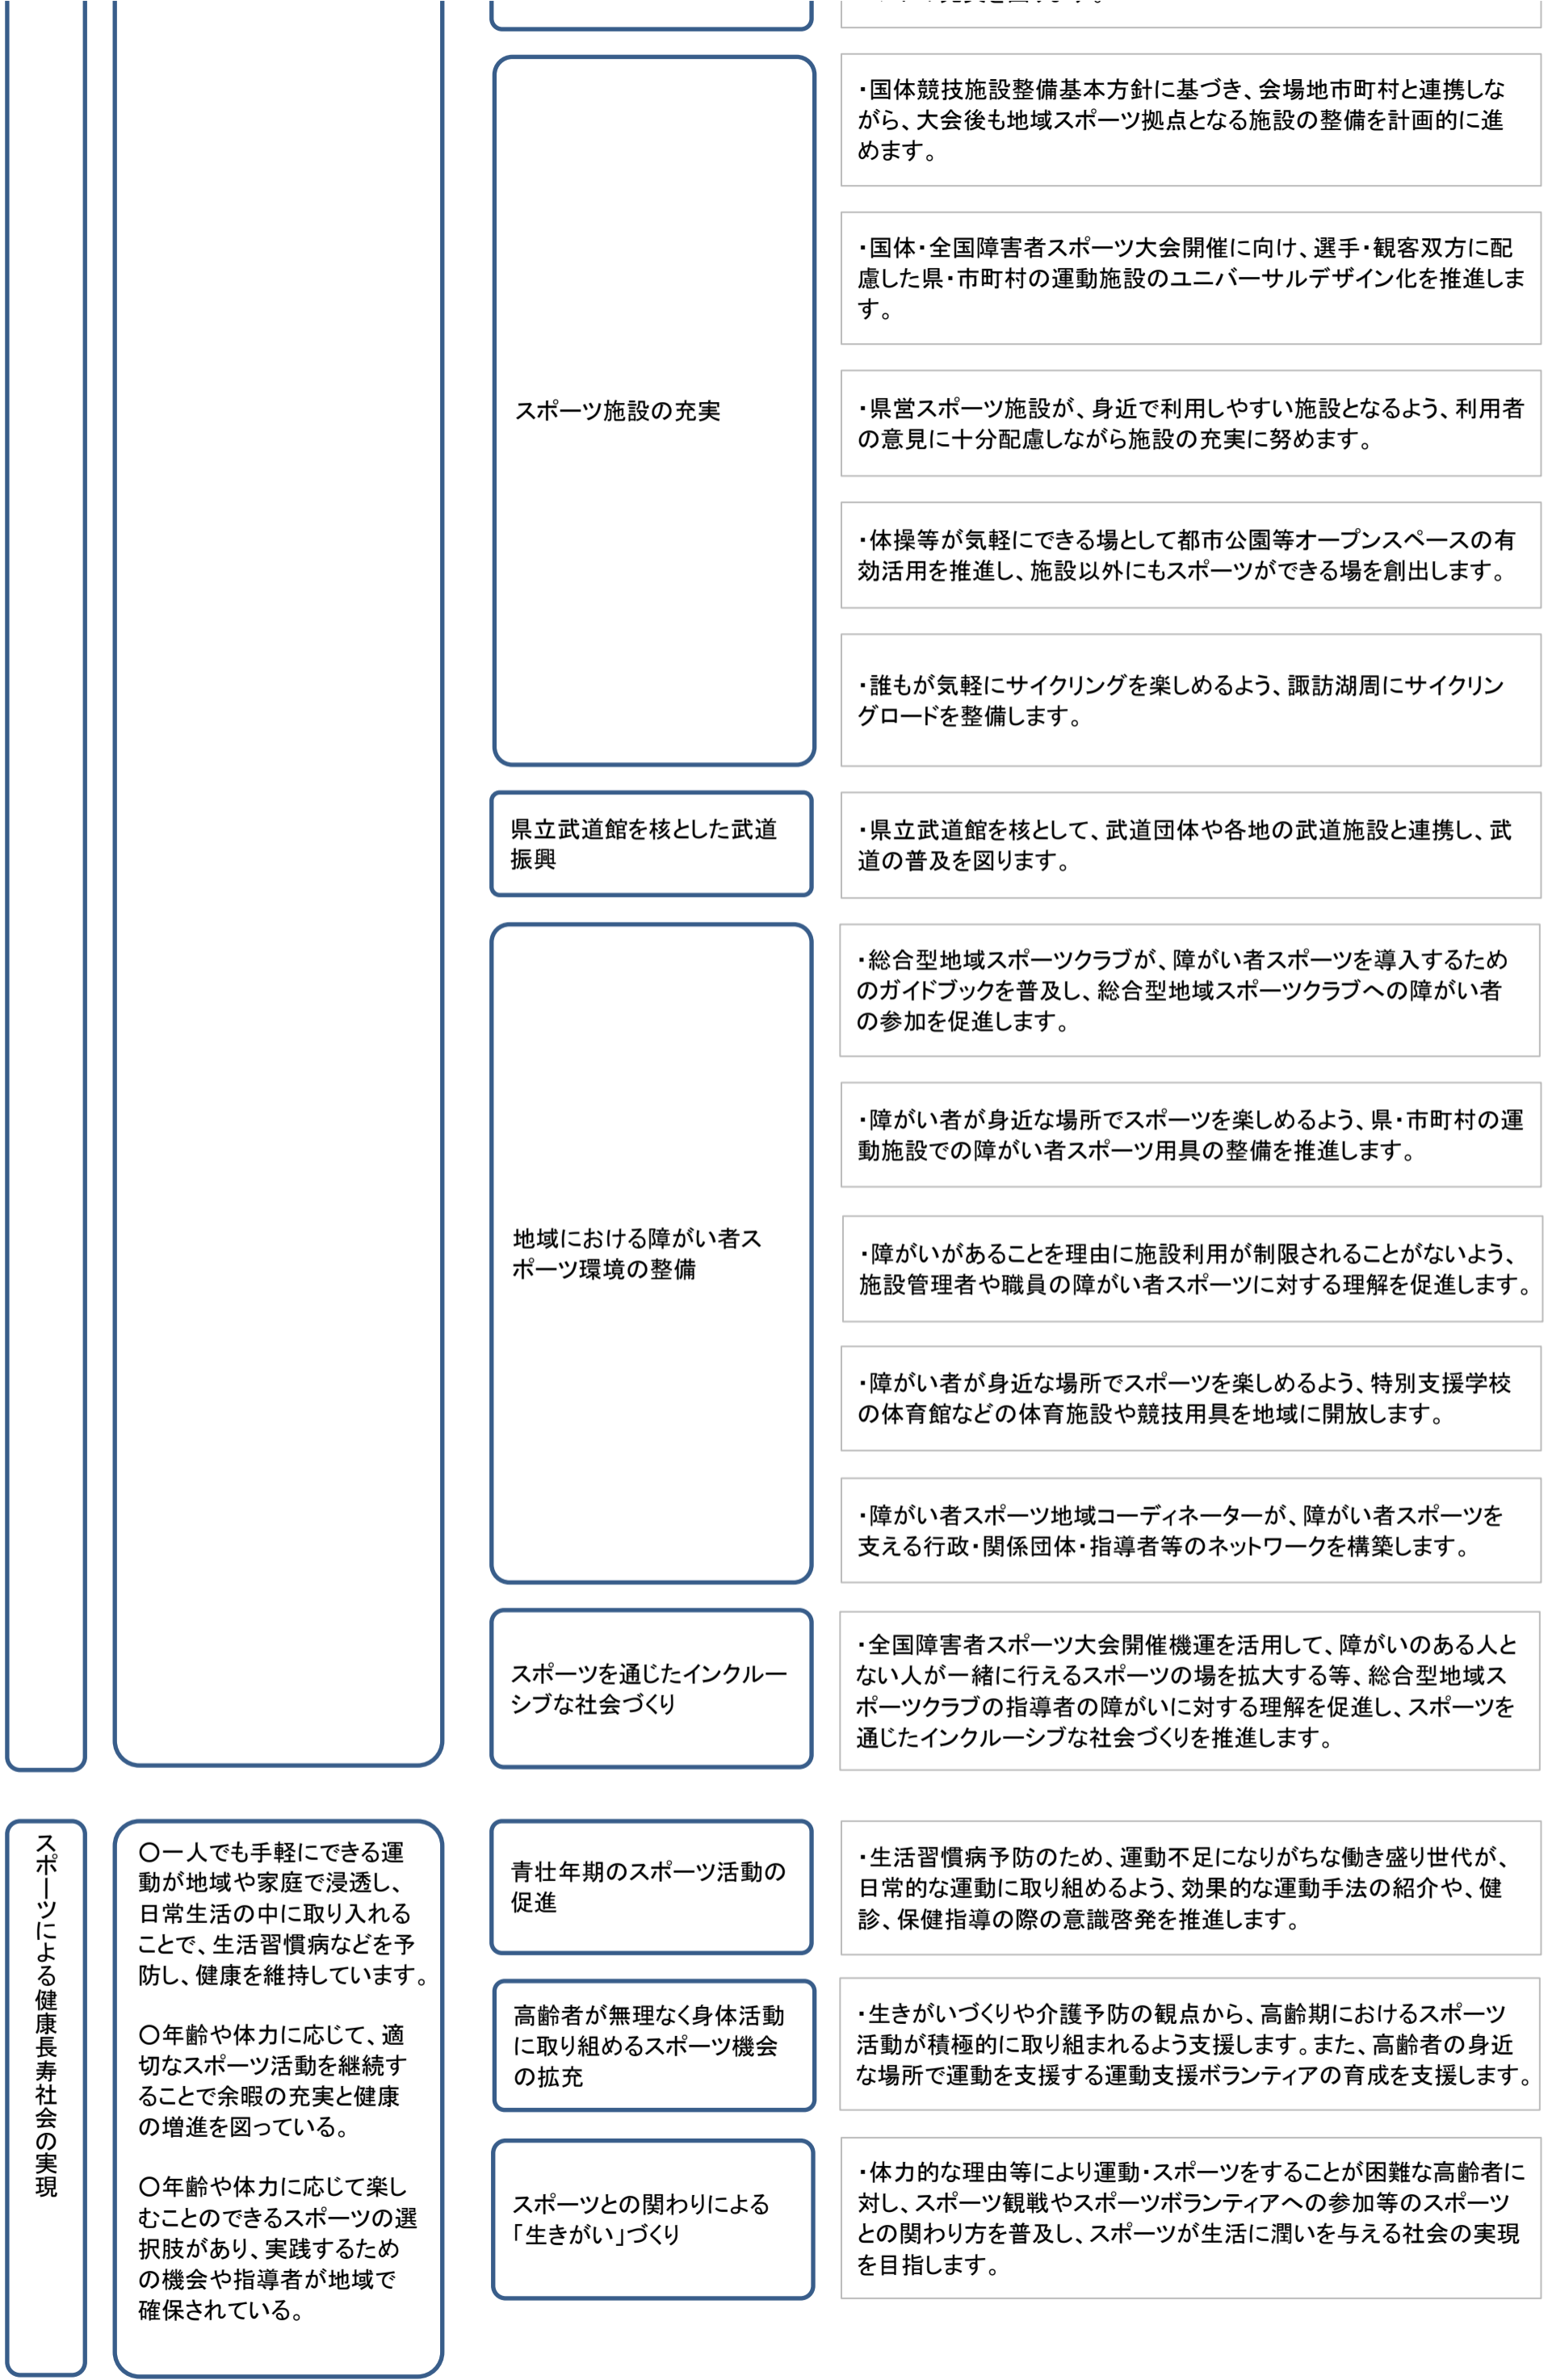 スポーツ施設の充実
・国体競技施設整備基本方針に基づき、会場地市町村と連携しな
がら、大会後も地域スポーツ拠点となる施設の整備を計画的に進
めます。
・国体・全国障害者スポーツ大会開催に向け、選手・観客双方に配
慮した県・市町村の運動施設のユニバーサルデザイン化を推進しま
す。
・県営スポーツ施設が、身近で利用しやすい施設となるよう、利用者
の意見に十分配慮しながら施設の充実に努めます。
・体操等が気軽にできる場として都市公園等オープンスペースの有
効活用を推進し、施設以外にもスポーツができる場を創出します。
・誰もが気軽にサイクリングを楽しめるよう、諏訪湖周にサイクリン
グロードを整備します。
県立武道館を核とした武道
振興
・県立武道館を核として、武道団体や各地の武道施設と連携し、武
道の普及を図ります。
地域における障がい者ス
ポーツ環境の整備
・総合型地域スポーツクラブが、障がい者スポーツを導入するため
のガイドブックを普及し、総合型地域スポーツクラブへの障がい者
の参加を促進します。
・障がい者が身近な場所でスポーツを楽しめるよう、県・市町村の運
動施設での障がい者スポーツ用具の整備を推進します。
・障がいがあることを理由に施設利用が制限されることがないよう、
施設管理者や職員の障がい者スポーツに対する理解を促進します。
・障がい者が身近な場所でスポーツを楽しめるよう、特別支援学校
の体育館などの体育施設や競技用具を地域に開放します。
・障がい者スポーツ地域コーディネーターが、障がい者スポーツを
支える行政・関係団体・指導者等のネットワークを構築します。
スポーツを通じたインクルー
シブな社会づくり
・全国障害者スポーツ大会開催機運を活用して、障がいのある人と
ない人が一緒に行えるスポーツの場を拡大する等、総合型地域ス
ポーツクラブの指導者の障がいに対する理解を促進し、スポーツを
通じたインクルーシブな社会づくりを推進します。
スポーツによる健康長寿社会の実現
〇一人でも手軽にできる運
動が地域や家庭で浸透し、
日常生活の中に取り入れる
ことで、生活習慣病などを予
防し、健康を維持しています。
〇年齢や体力に応じて、適
切なスポーツ活動を継続す
ることで余暇の充実と健康
の増進を図っている。
〇年齢や体力に応じて楽し
むことのできるスポーツの選
択肢があり、実践するため
の機会や指導者が地域で
確保されている。
青壮年期のスポーツ活動の
促進
・生活習慣病予防のため、運動不足になりがちな働き盛り世代が、
日常的な運動に取り組めるよう、効果的な運動手法の紹介や、健
診、保健指導の際の意識啓発を推進します。
高齢者が無理なく身体活動
に取り組めるスポーツ機会
の拡充
・生きがいづくりや介護予防の観点から、高齢期におけるスポーツ
活動が積極的に取り組まれるよう支援します。また、高齢者の身近
な場所で運動を支援する運動支援ボランティアの育成を支援します。
スポーツとの関わりによる
「生きがい」づくり
・体力的な理由等により運動・スポーツをすることが困難な高齢者に
対し、スポーツ観戦やスポーツボランティアへの参加等のスポーツ
との関わり方を普及し、スポーツが生活に潤いを与える社会の実現
を目指します。